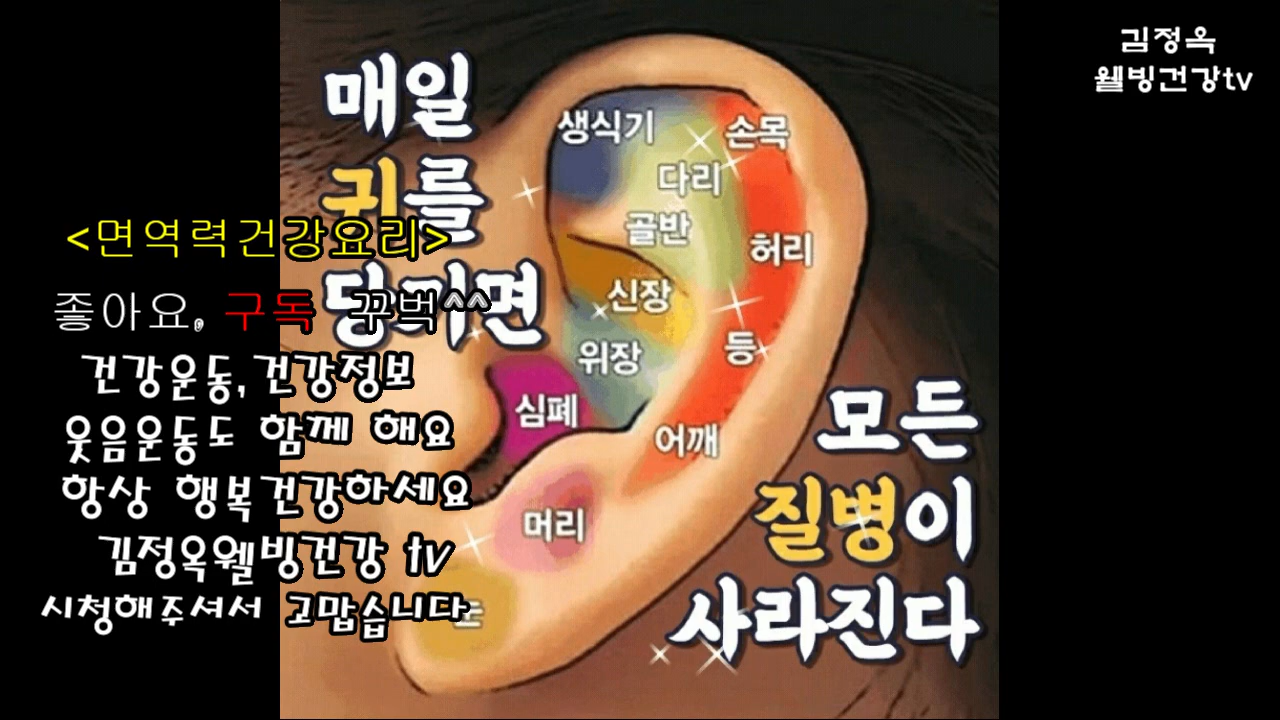 김정옥
웰빙건강tv
매일
귀를
당기면
<면역력건강요리>
좋아요, 구독 꾸벅^^
건강운동,건강정보
웃음운동도 함께 해요
항상 행복건강하세요
김정옥웰빙건강 tv
시청해주셔서 고맙습니다
생식기
손목
다리
골반
허리
신장
등
위장
심폐
어깨
머리
눈
모든
질병이
사라진다